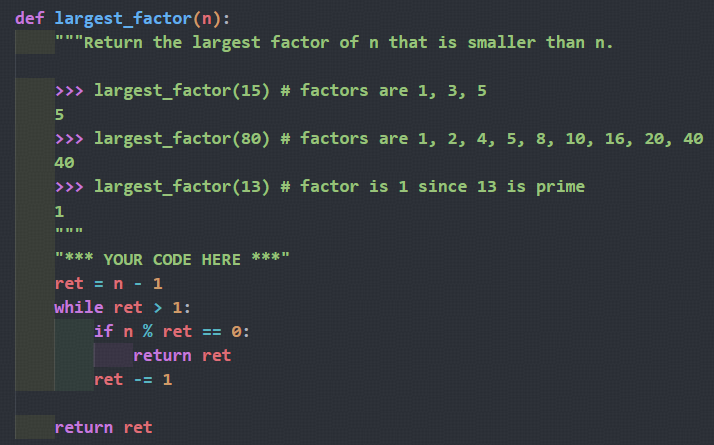 def largest_factor(n):
    """Return the largest factor of n that is smaller than n.

    >>> largest_factor(15) # factors are 1, 3, 5
    5
    >>> largest_factor(80) # factors are 1, 2, 4, 5, 8, 10, 16, 20, 40
    40
    >>> largest_factor(13) # factor is 1 since 13 is prime
    1
    """
    "*** YOUR CODE HERE ***"
    ret = n - 1
    while ret > 1:
        if n % ret == 0:
            return ret
        ret -= 1

    return ret